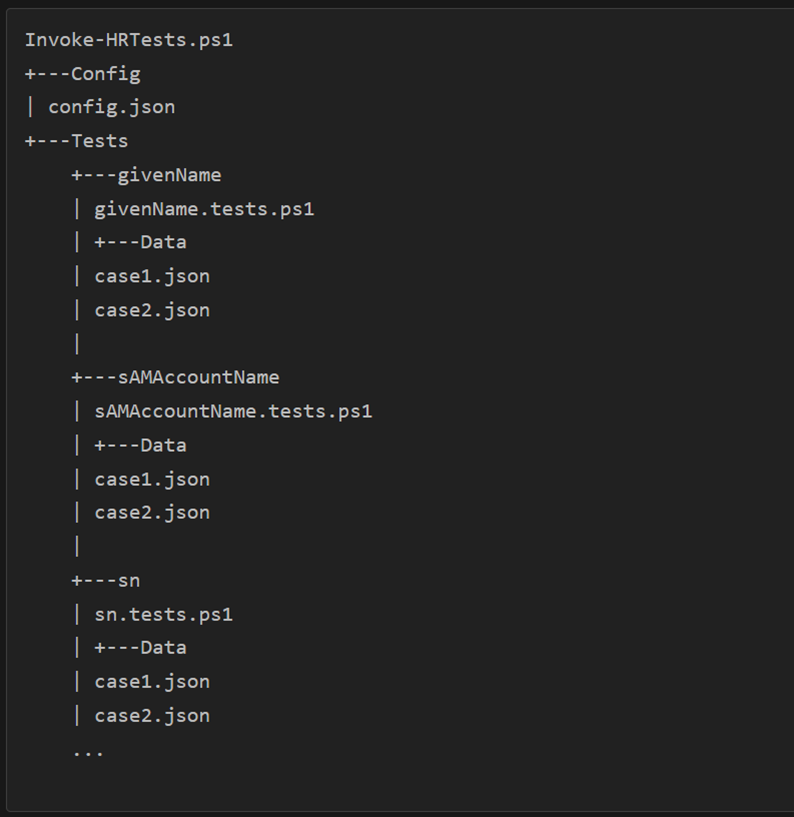 Invoke-HRTests.ps1
+---Config
| config.json
+---Tests
    +---givenName
    | givenName.tests.ps1
    | +---Data
    | case1.json
    | case2.json
    |
    +---sAMAccountName
    | sAMAccountName.tests.ps1
    | +---Data
    | case1.json
    | case2.json
    |
    +---sn
    | sn.tests.ps1
    | +---Data
    | case1.json
    | case2.json
    ...